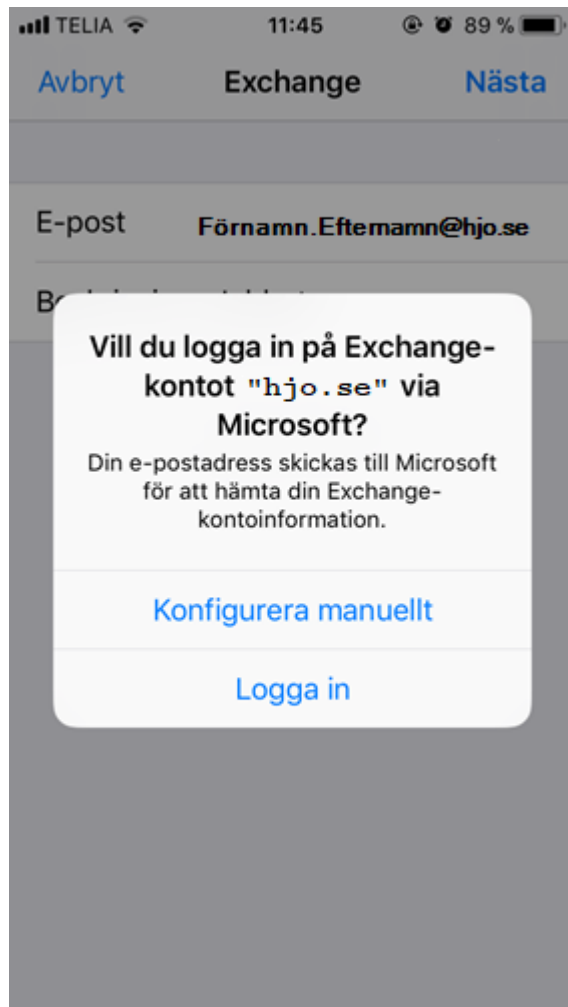 TELIA 11:45 89 %
Avbryt Exchange Nästa
E-post Förnamn.Efternamn@hjo.se
Vill du logga in på Exchange-
kontot "hjo.se" via
Microsoft?
Din e-postadress skickas till Microsoft
för att hämta din Exchange-
kontoinformation.
Konfigurera manuellt
Logga in